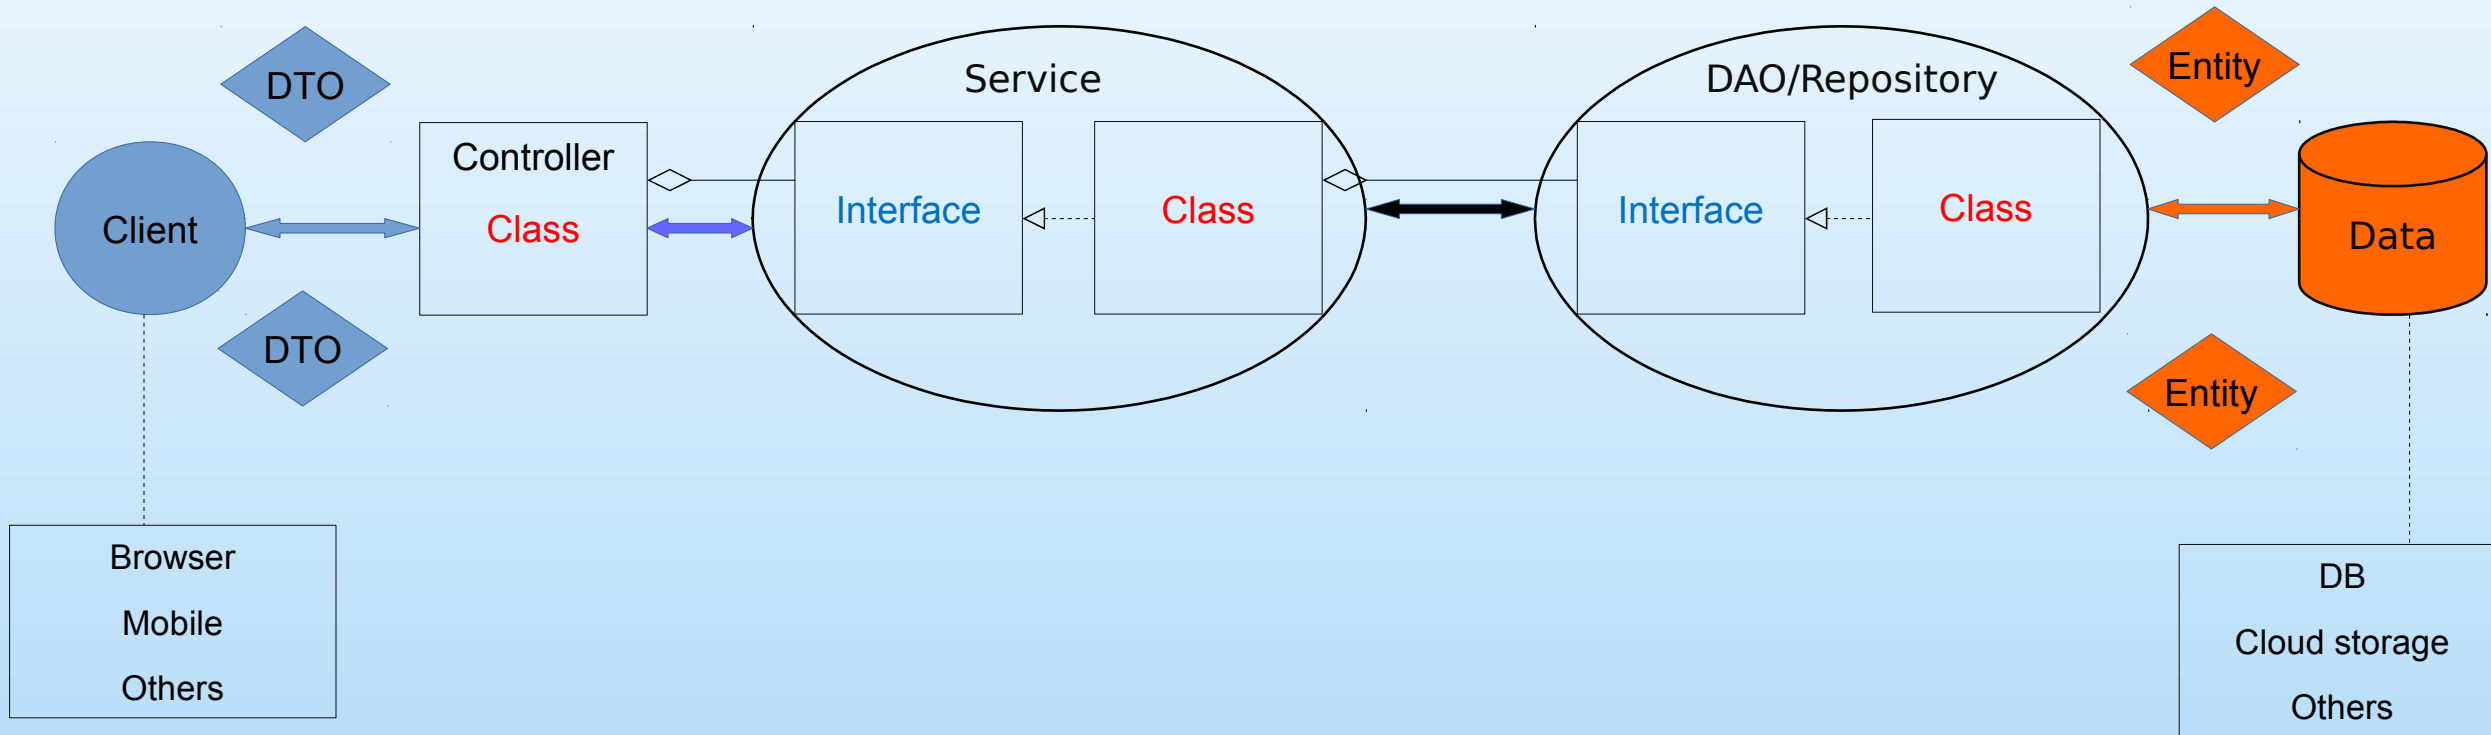 DTO
Service
DAO/Repository
Entity
Controller
Client
Class
Interface
Class
Interface
Class
Data
DTO
Entity
Browser
Mobile
Others
DB
Cloud storage
Others